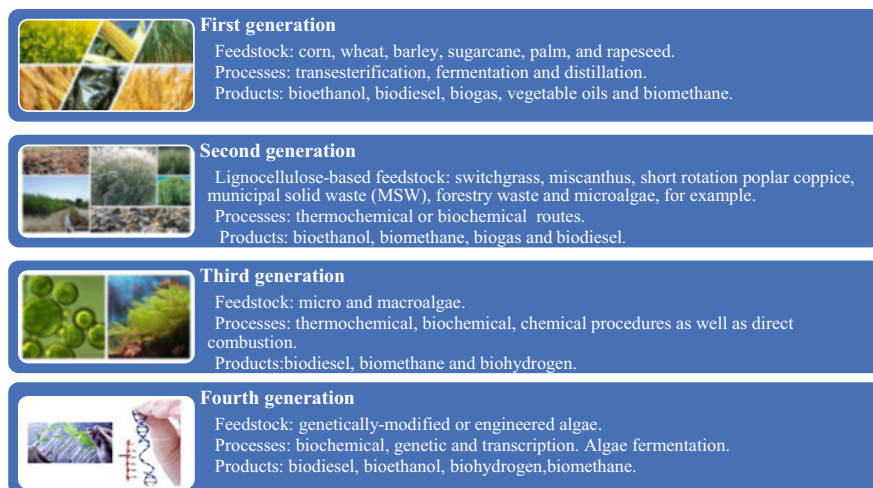 First generation
Feedstock: corn, wheat, barley, sugarcane, palm, and rapeseed.
Processes: transesterification, fermentation and distillation.
Products: bioethanol, biodiesel, biogas, vegetable oils and biomethane.
Second generation
Lignocellulose-based feedstock: switchgrass, miscanthus, short rotation poplar coppice,
municipal solid waste (MSW), forestry waste and microalgae, for example.
Processes: thermochemical or biochemical routes.
Products: bioethanol, biomethane, biogas and biodiesel.
Third generation
Feedstock: micro and macroalgae.
Processes: thermochemical, biochemical, chemical procedures as well as direct
combustion.
Products:biodiesel, biomethane and biohydrogen.
Fourth generation
Feedstock: genetically-modified or engineered algae.
Processes: biochemical, genetic and transcription. Algae fermentation.
Products: biodiesel, bioethanol, biohydrogen,biomethane.